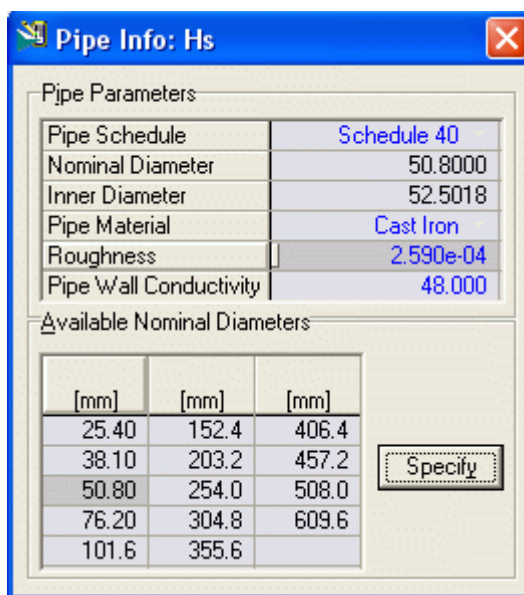 Pipe Info: Hs
Pipe Parameters
Pipe Schedule Schedule 40
Nominal Diameter 50.8000
Inner Diameter 52.5018
Pipe Material Cast Iron
Roughness 2.590e-04
Pipe Wall Conductivity 48.000
Available Nominal Diameters
[mm] [mm] [mm]
25.40 152.4 406.4
38.10 203.2 457.2
50.80 254.0 508.0
76.20 304.8 609.6
101.6 355.6
Specify